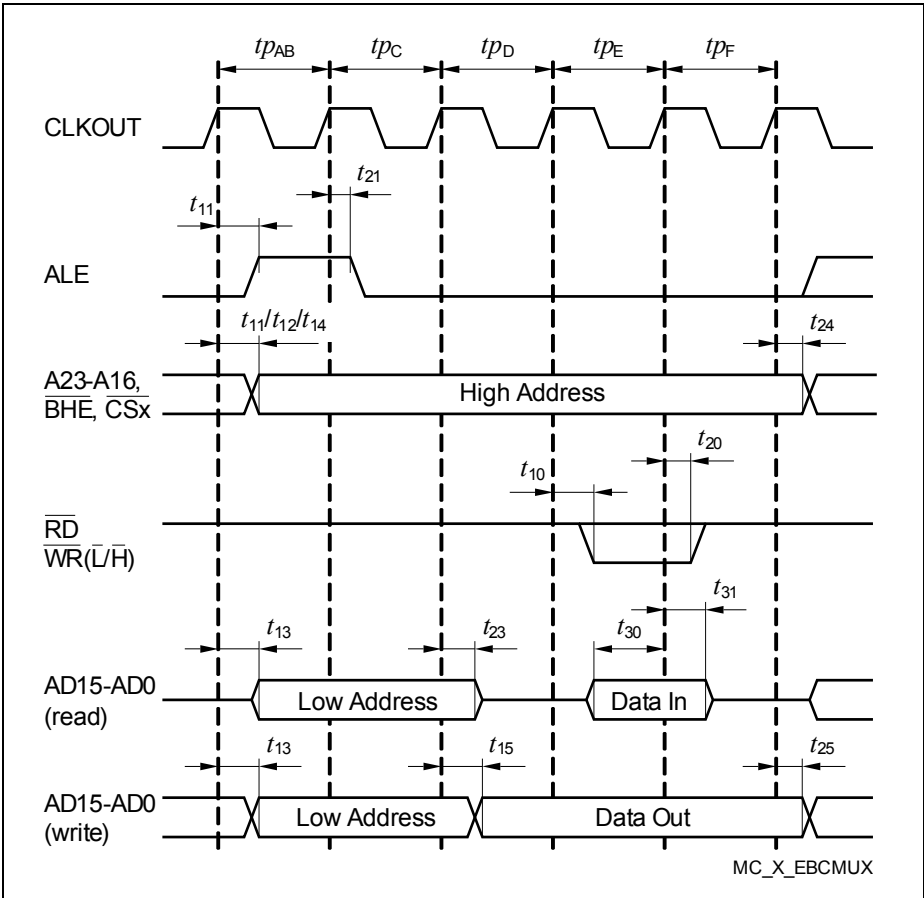 tpAB tpC tpD tpE tpF
CLKOUT
t21
t11
ALE
t11/t12/t14 t24
A23-A16,
BHE, CSx High Address
t20
t10
RD
WR(L/H)
t31
t13 t23 t30
AD15-AD0
(read) Low Address Data In
t13 t15 t25
AD15-AD0
(write) Low Address Data Out
MC_X_EBCMUX